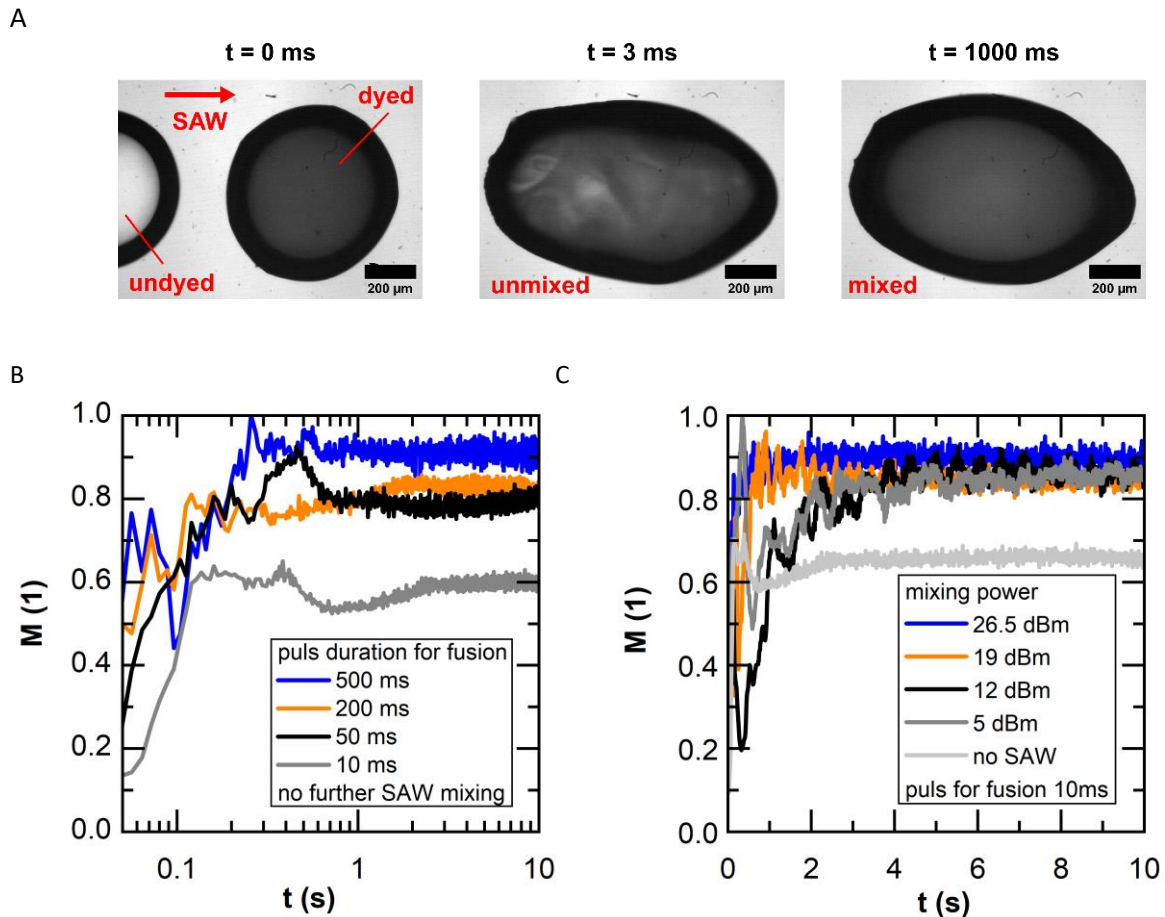 A
t = 0 ms
t = 3 ms
t = 1000 ms
SAW
dyed
undyed
200 µm
unmixed
200 µm
mixed
200 µm
B
M (1)
1.0
0.8
0.6
0.4
0.2
0.0
puls duration for fusion
500 ms
200 ms
50 ms
10 ms
no further SAW mixing
0.1
1
10
t (s)
C
M (1)
1.0
0.8
0.6
0.4
0.2
0.0
mixing power
26.5 dBm
19 dBm
12 dBm
5 dBm
no SAW
puls for fusion 10ms
0
2
4
6
8
10
t (s)